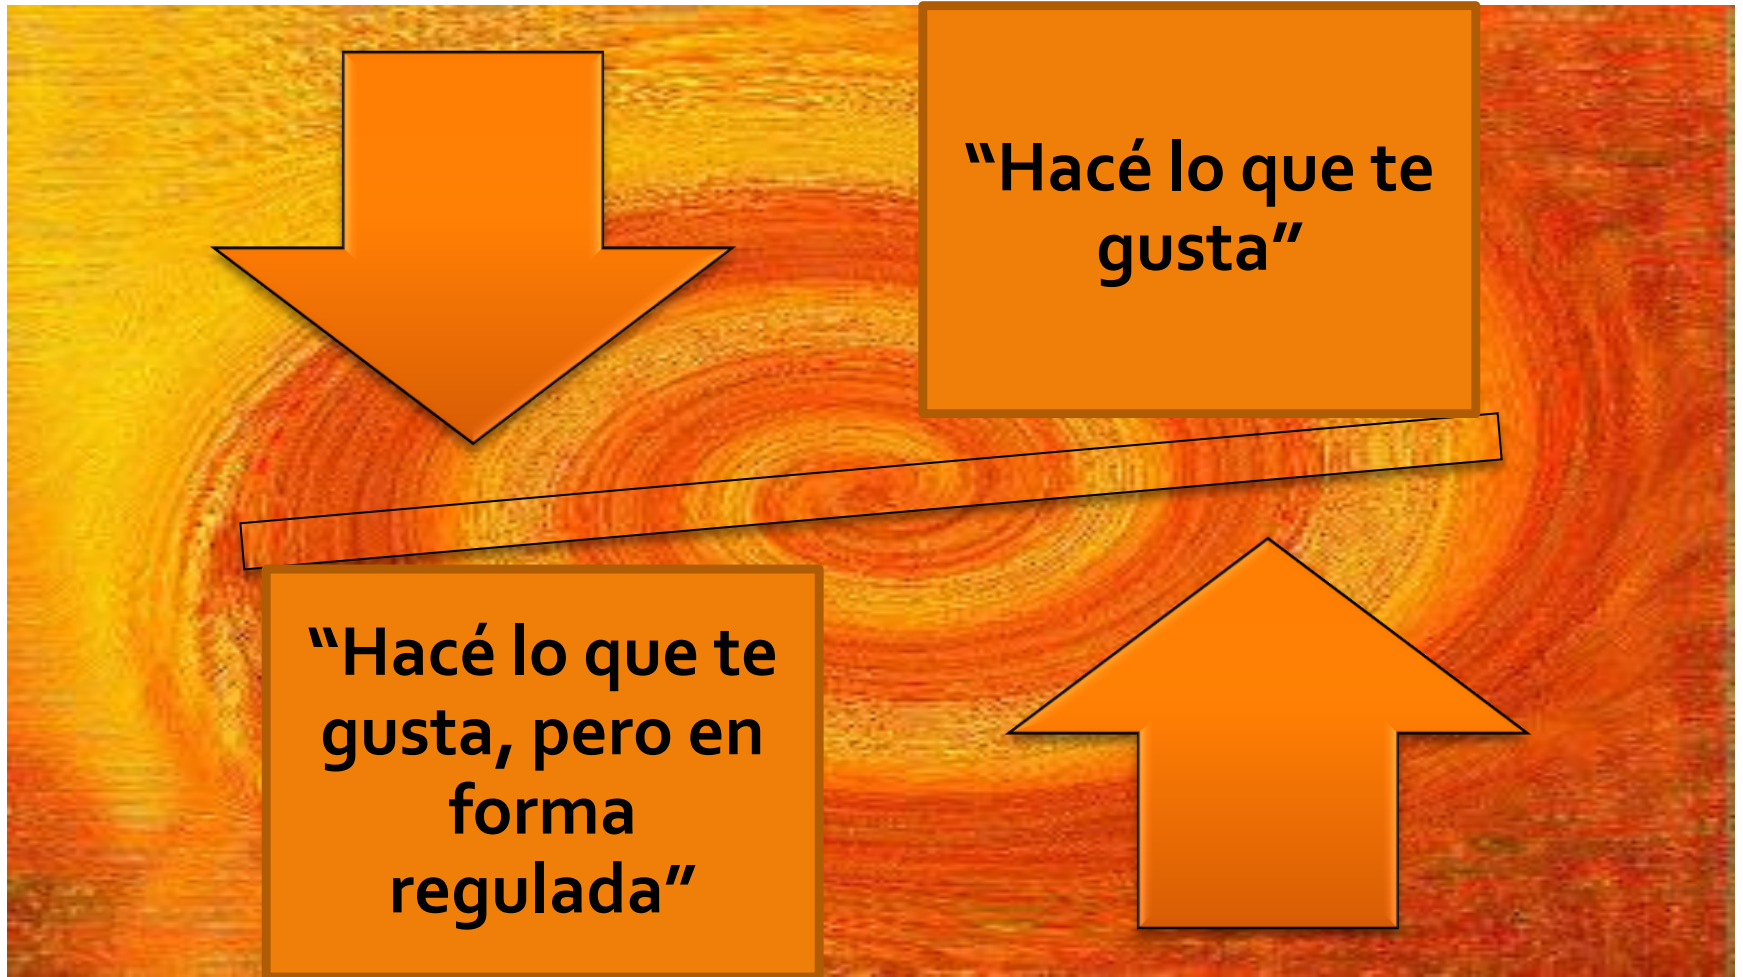 “Hacé lo que te
gusta”
“Hacé lo que te
gusta, pero en
forma
regulada”